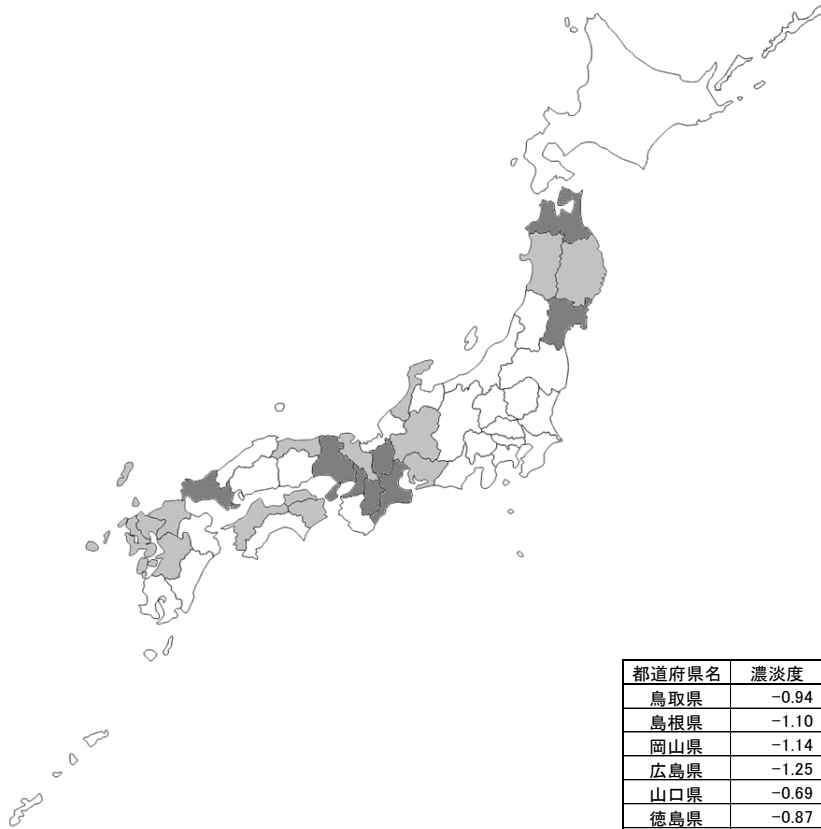 都道府県名 濃淡度
鳥取県 -0.94
島根県 -1.10
岡山県 -1.14
広島県 -1.25
山口県 -0.69
徳島県 -0.87